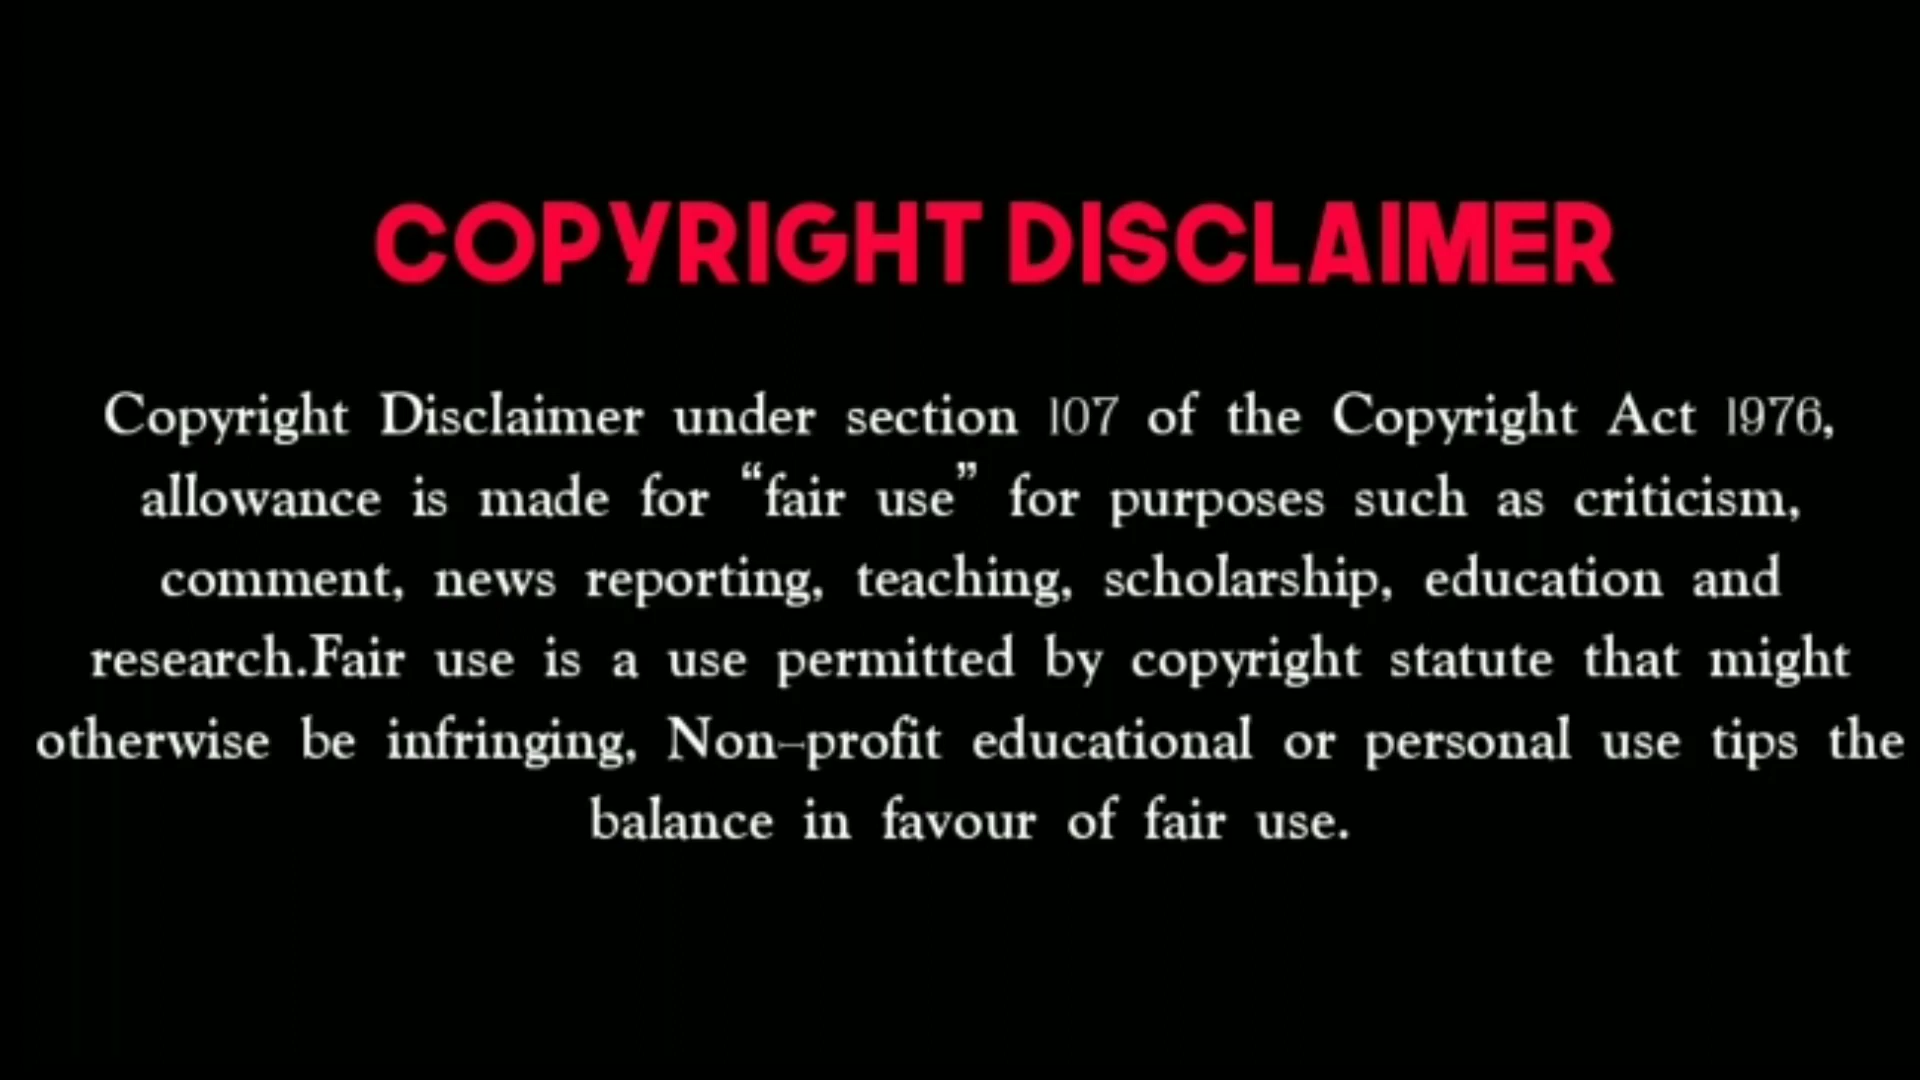 COPYRIGHT DISCLAIMER
Copyright Disclaimer under section 107 of the Copyright Act 1976,
allowance is made for “fair use” for purposes such as criticism,
comment, news reporting, teaching, scholarship, education and
research.Fair use is a use permitted by copyright statute that might
otherwise be infringing, Non-profit educational or personal use tips the
balance in favour of fair use.